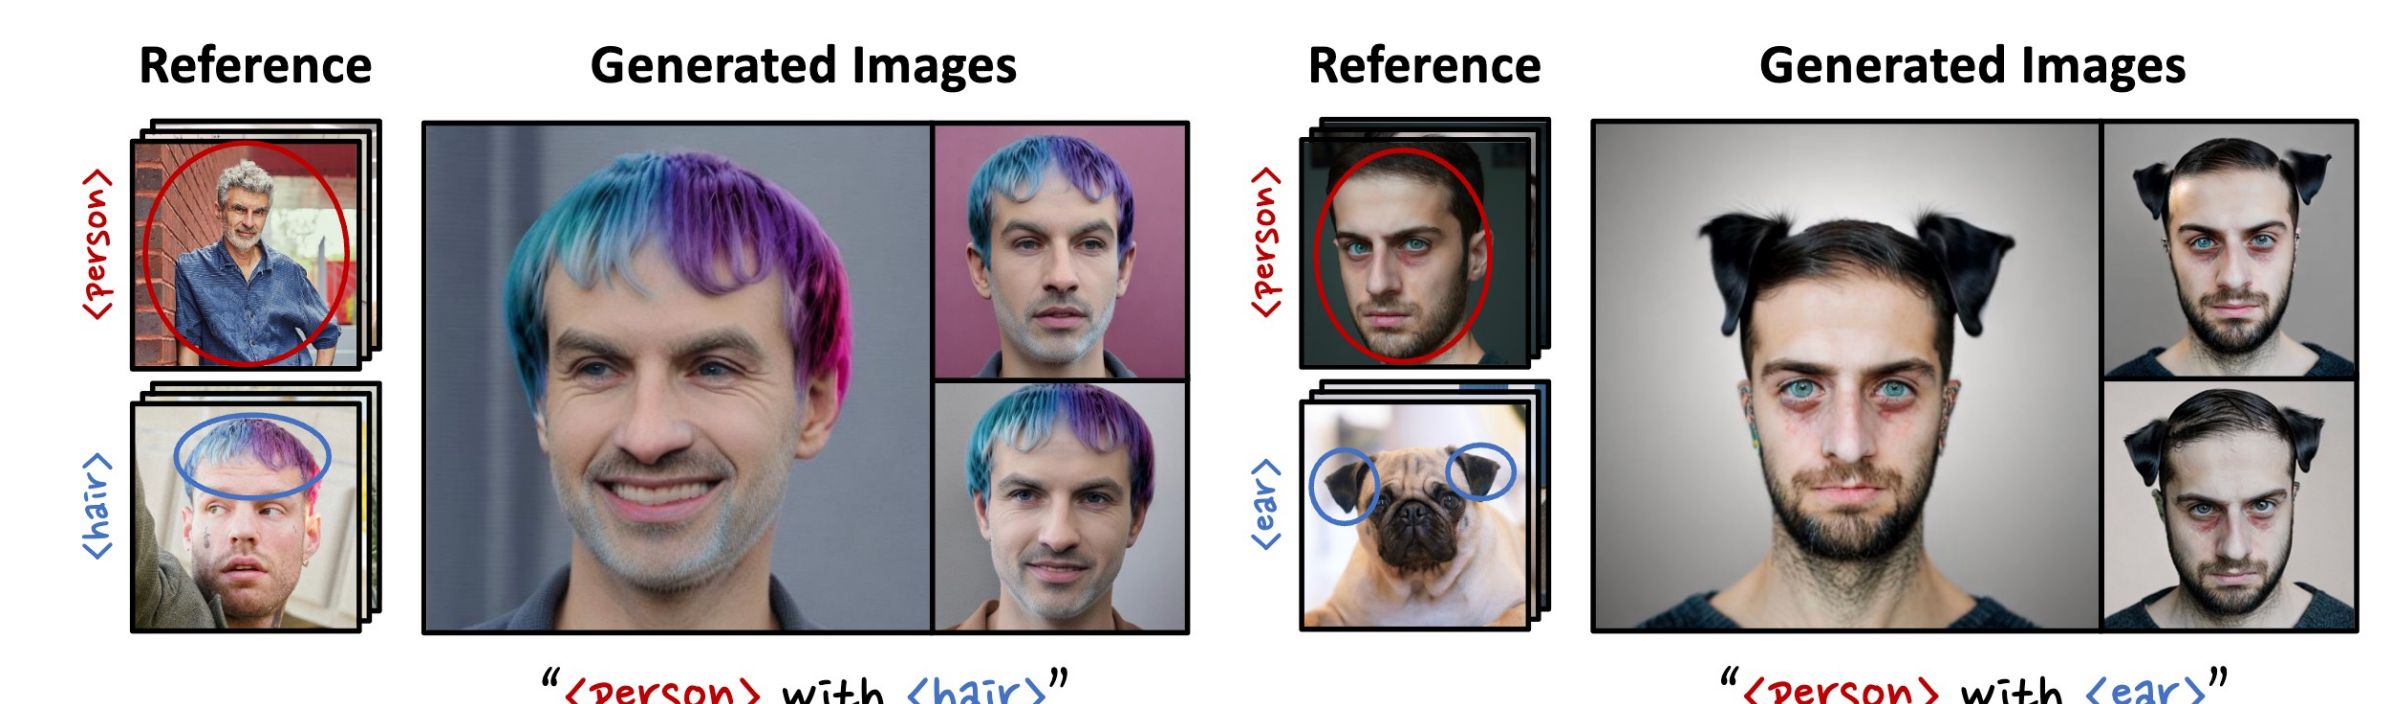 Reference
Generated Images
Reference
Generated Images
<person>
<hair>
<person>
<ear>
“<person> with <hair>”
“<person> with <ear>”